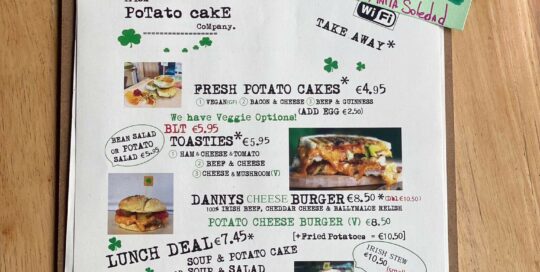 PoTato cakE
CoMpany.
WiFi
Soledad
TAKE AWAY*
FRESH POTATO CAKES* €4.95
① VEGAN(GF) ② BACON & CHEESE ③ BEEF & GUINNESS
(ADD EGG €2.50)
We have Veggie Options!
BLT €5.95
TOASTIES* €5.95
① HAM & CHEESE & TOMATO
② BEEF & CHEESE
③ CHEESE & MUSHROOM (V)
BEAN SALAD
OR POTATO
SALAD €5.95
DANNYS CHEESE BURGER €8.50 *
100% IRISH BEEF, CHEDDAR CHEESE & BALLYMALOE RELISH
POTATO CHEESE BURGER (V) €8.50
[+Fried Potatoes = €10,50]
LUNCH DEAL €7.45*
SOUP & POTATO CAKE
OR SOUP & SALAD
IRISH STEW
€10.50
(small